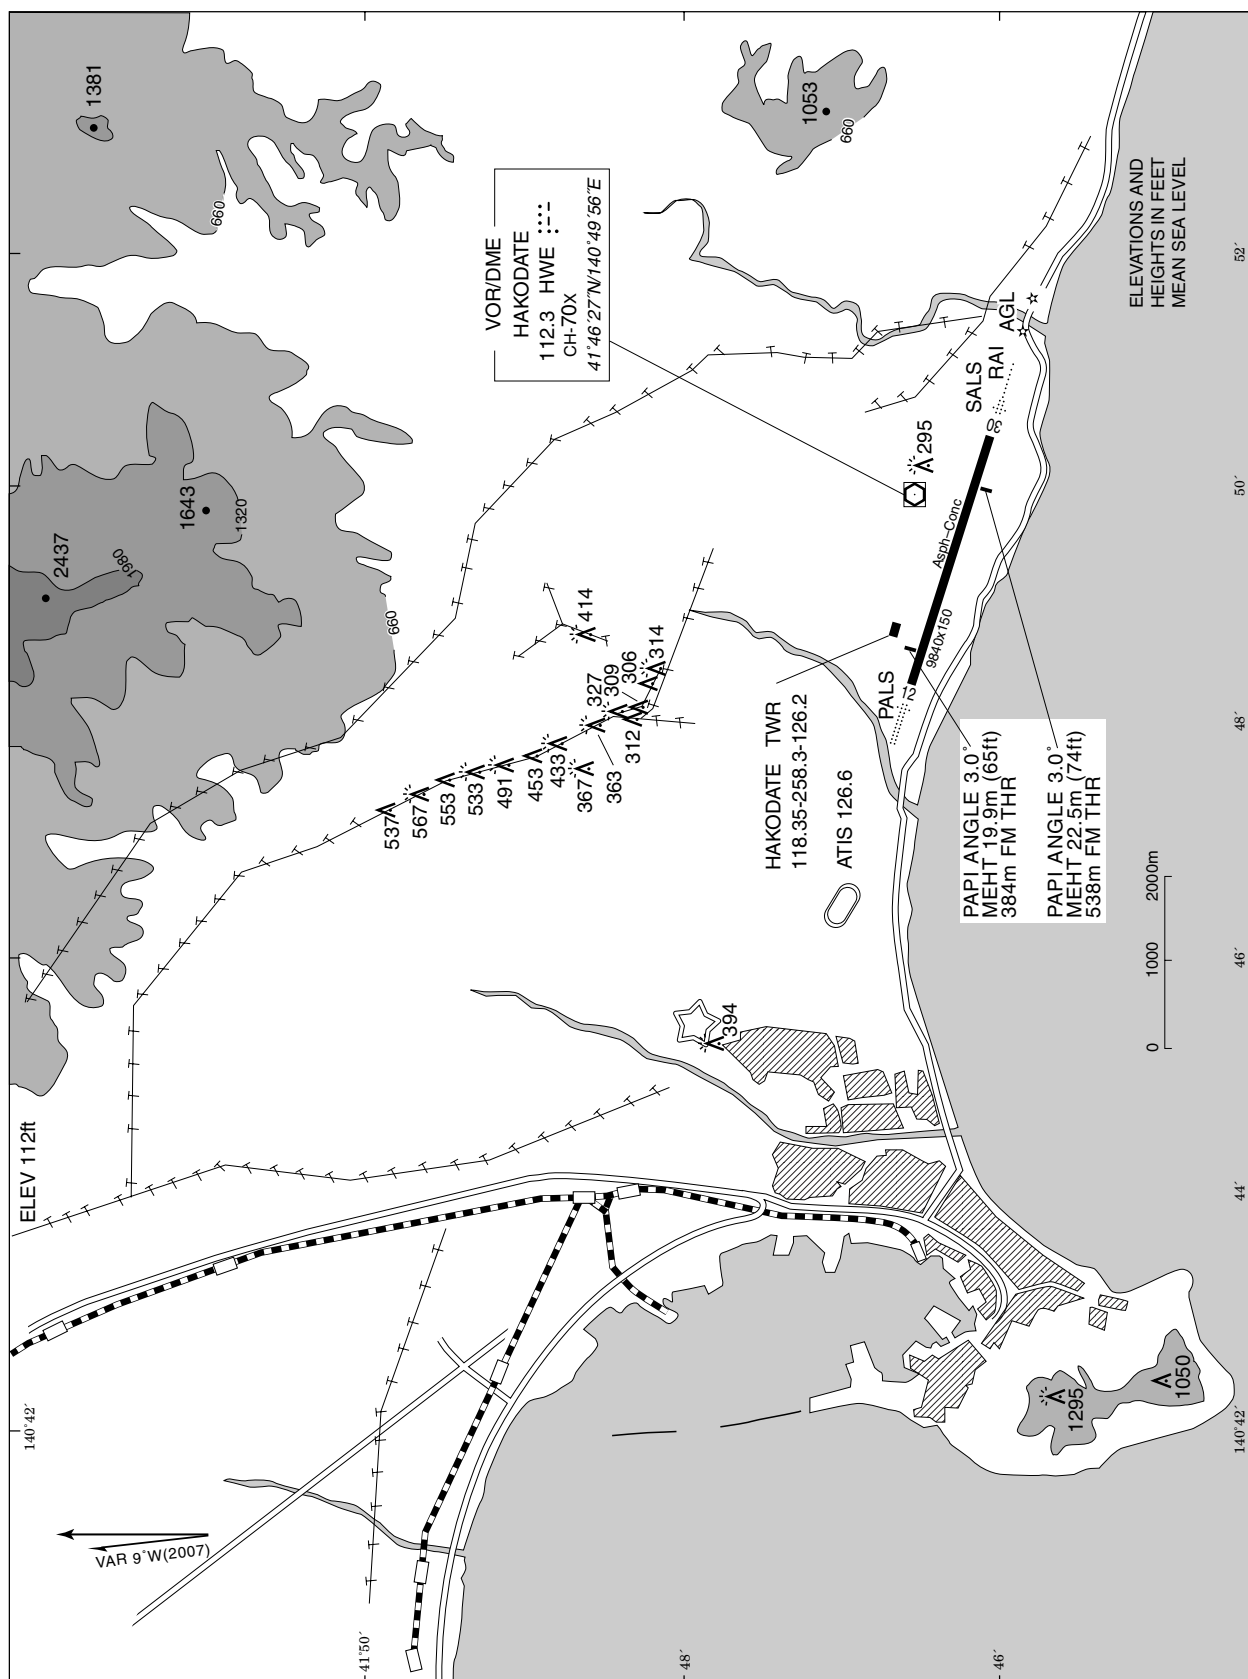 ELEV 112ft
VAR 9°W(2007)
1381
2437
1980
1643
1320
660
660
1053
660
VOR/DME
HAKODATE
112.3 HWE
CH-70X
41°46′27″N/140°49′56″E
537
567
553
533
491
453
433
367
363
327
309
306
312
314
414
394
295
HAKODATE TWR
118.35-258.3-126.2
ATIS 126.6
PALS
12
9840x150
Asph-Conc
30
SALS
RAI
AGL
PAPI ANGLE 3.0°
MEHT 19.9m (65ft)
384m FM THR
PAPI ANGLE 3.0°
MEHT 22.5m (74ft)
538m FM THR
ELEVATIONS AND
HEIGHTS IN FEET
MEAN SEA LEVEL
0 1000 2000m
1295
1050
140°42′
140°42′
44′
46′
48′
50′
52′
41°50′
48′
46′